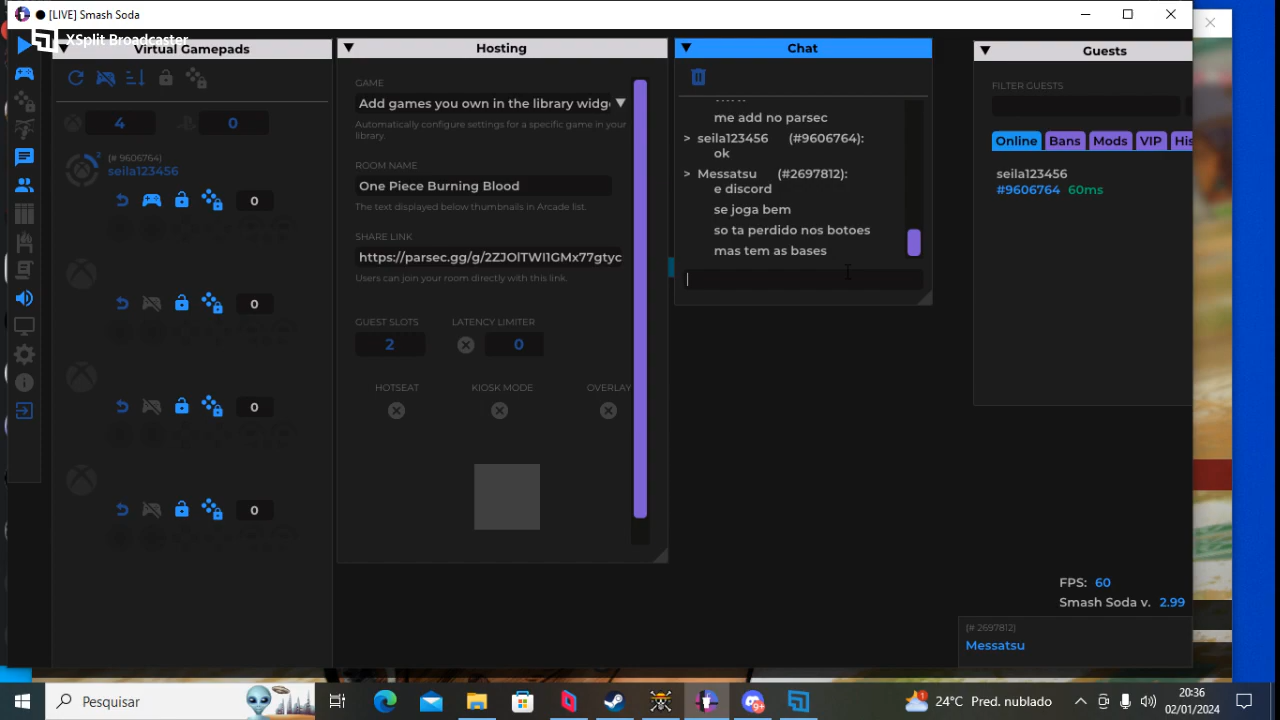 [LIVE] Smash Soda
XSplit Broadcaster
Virtual Gamepads
4
0
(# 9606764)
seila123456
0
0
0
0
Hosting
GAME
Add games you own in the library widg
Automatically configure settings for a specific game in your
library.
ROOM NAME
One Piece Burning Blood
The text displayed below thumbnails in Arcade list.
SHARE LINK
https://parsec.gg/g/2ZJOlTWI1GMx77gtyc
Users can join your room directly with this link.
GUEST SLOTS
LATENCY LIMITER
2
0
HOTSEAT
KIOSK MODE
OVERLAY
Chat
me add no parsec
> seila123456 (#9606764):
ok
> Messatsu (#2697812):
e discord
se joga bem
so ta perdido nos botoes
mas tem as bases
Guests
FILTER GUESTS
Online
Bans
Mods
VIP
His
seila123456
#9606764 60ms
FPS: 60
Smash Soda v. 2.99
(# 2697812)
Messatsu
Pesquisar
24°C Pred. nublado
20:36
02/01/2024